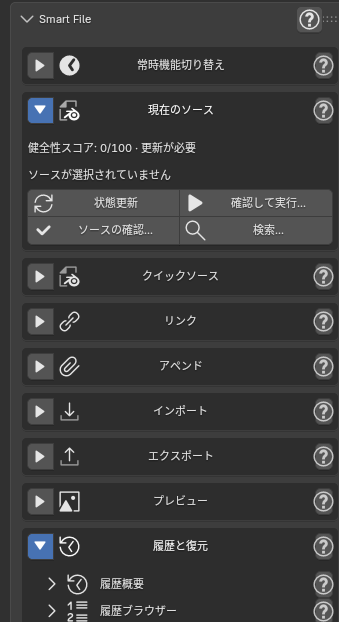 Smart File
常時機能切り替え
現在のソース
健全性スコア: 0/100 · 更新が必要
ソースが選択されていません
状態更新 確認して実行...
ソースの確認... 検索...
クイックソース
リンク
アペンド
インポート
エクスポート
プレビュー
履歴と復元
履歴概要
履歴ブラウザー